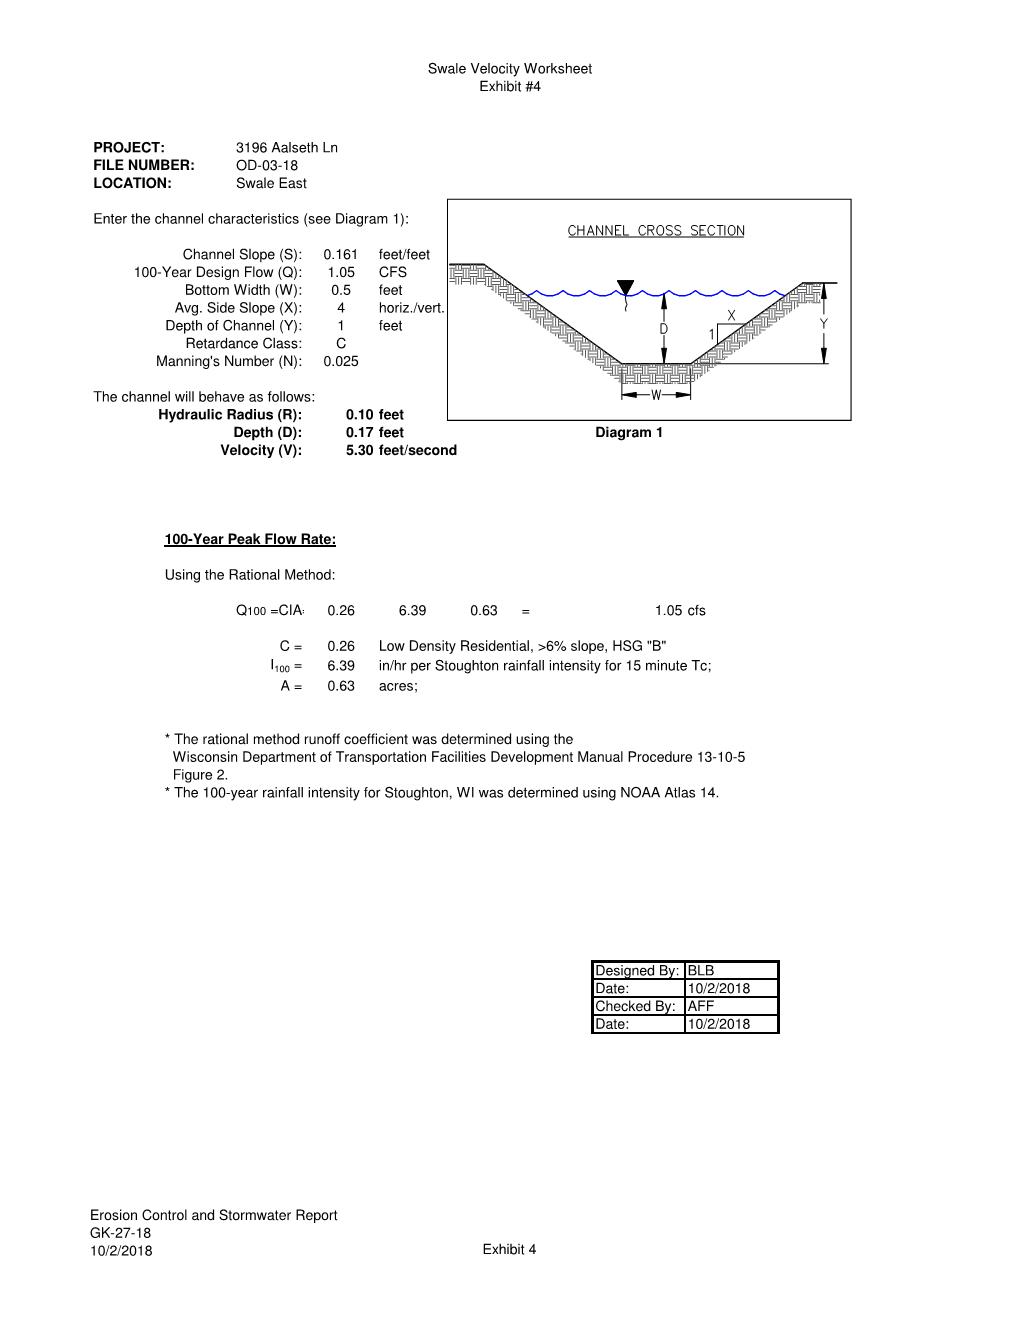 Swale Velocity Worksheet
Exhibit #4
PROJECT: 3196 Aalseth Ln
FILE NUMBER: OD-03-18
LOCATION: Swale East
Enter the channel characteristics (see Diagram 1):
Channel Slope (S): 0.161 feet/feet
100-Year Design Flow (Q): 1.05 CFS
Bottom Width (W): 0.5 feet
Avg. Side Slope (X): 4 horiz./vert.
Depth of Channel (Y): 1 feet
Retardance Class: C
Manning's Number (N): 0.025
The channel will behave as follows:
Hydraulic Radius (R): 0.10 feet
Depth (D): 0.17 feet
Velocity (V): 5.30 feet/second
CHANNEL CROSS SECTION
X
1
D
Y
W
Diagram 1
100-Year Peak Flow Rate:
Using the Rational Method:
Q100 =CIA= 0.26 6.39 0.63 = 1.05 cfs
C = 0.26 Low Density Residential, >6% slope, HSG "B"
I100 = 6.39 in/hr per Stoughton rainfall intensity for 15 minute Tc;
A = 0.63 acres;
* The rational method runoff coefficient was determined using the
Wisconsin Department of Transportation Facilities Development Manual Procedure 13-10-5
Figure 2.
* The 100-year rainfall intensity for Stoughton, WI was determined using NOAA Atlas 14.
Designed By: BLB
Date: 10/2/2018
Checked By: AFF
Date: 10/2/2018
Erosion Control and Stormwater Report
GK-27-18
10/2/2018
Exhibit 4